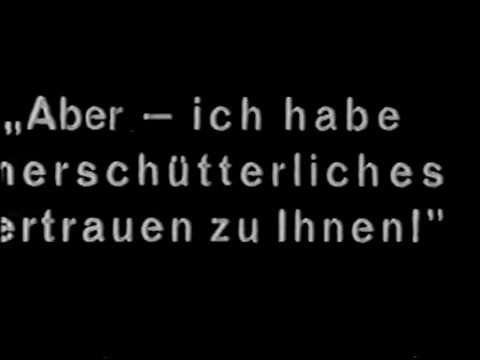 „Aber – ich habe
nerschütterliches
ertrauen zu Ihnen!"